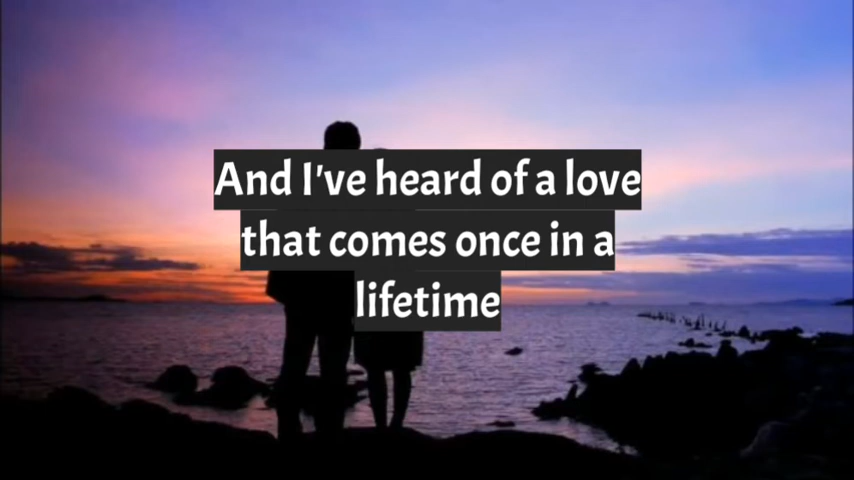 And I've heard of a love
that comes once in a
lifetime